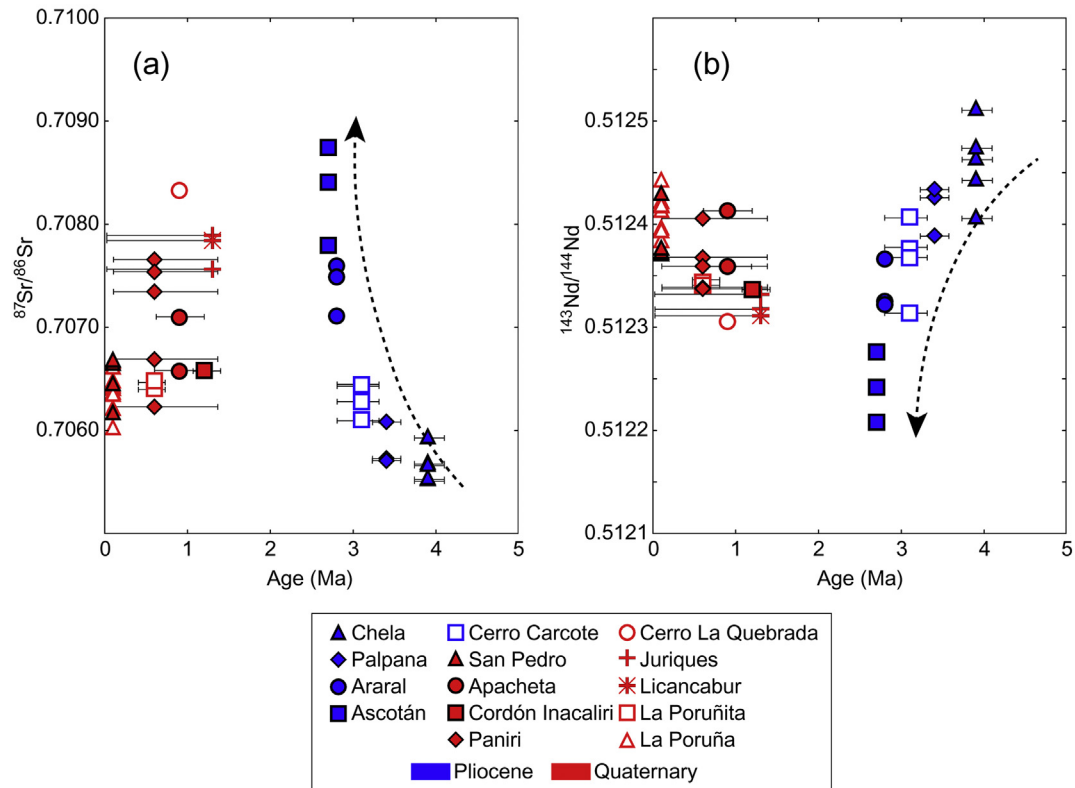 0.7100
0.7090
0.7080
0.7070
0.7060
87Sr/86Sr
(a)
0 1 2 3 4 5
Age (Ma)
0.5125
0.5124
0.5123
0.5122
0.5121
143Nd/144Nd
(b)
0 1 2 3 4 5
Age (Ma)
Chela Cerro Carcote Cerro La Quebrada
Palpana San Pedro Juriques
Araral Apacheta Licancabur
Ascotán Cordón Inacaliri La Poruñita
Paniri La Poruña
Pliocene Quaternary